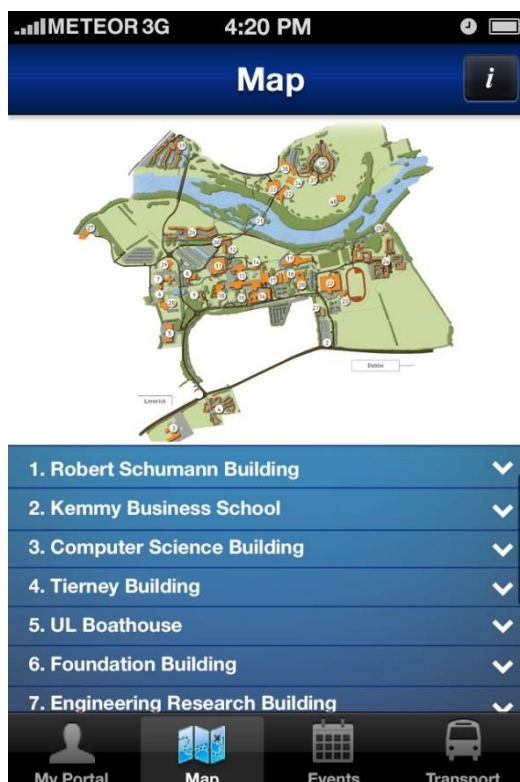 METEOR 3G 4:20 PM
Map
i
Dublin
Limerick
1. Robert Schumann Building
2. Kemmy Business School
3. Computer Science Building
4. Tierney Building
5. UL Boathouse
6. Foundation Building
7. Engineering Research Building
My Portal Map Events Transport